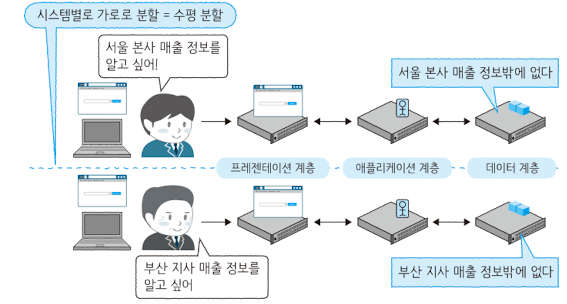 시스템별로 가로로 분할 = 수평 분할
서울 본사 매출 정보를
알고 싶어!
서울 본사 매출 정보밖에 없다
프레젠테이션 계층
애플리케이션 계층
데이터 계층
부산 지사 매출 정보를
알고 싶어
부산 지사 매출 정보밖에 없다